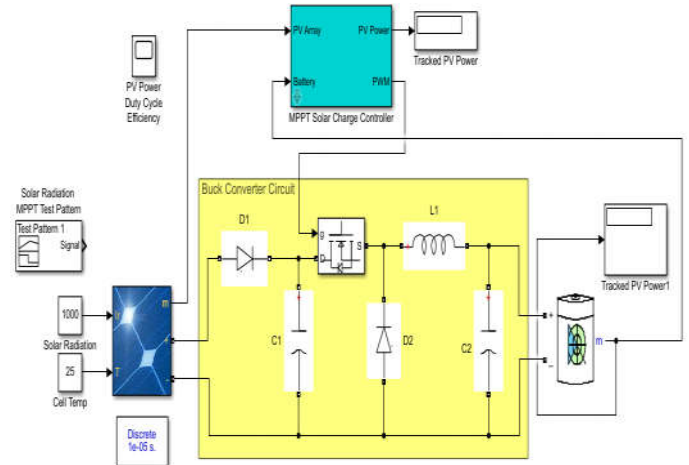 PV Array
PV Power
Battery
PWM
MPPT Solar Charge Controller
Tracked PV Power
PV Power
Duty Cycle
Efficiency
Solar Radiation
MPPT Test Pattern
Test Pattern 1
Signal
Buck Converter Circuit
D1
g
D
S
L1
C1
D2
C2
Tracked PV Power1
1000
Solar Radiation
25
Cell Temp
Ir
T
m
+
-
+
_
m
Discrete
1e-05 s.